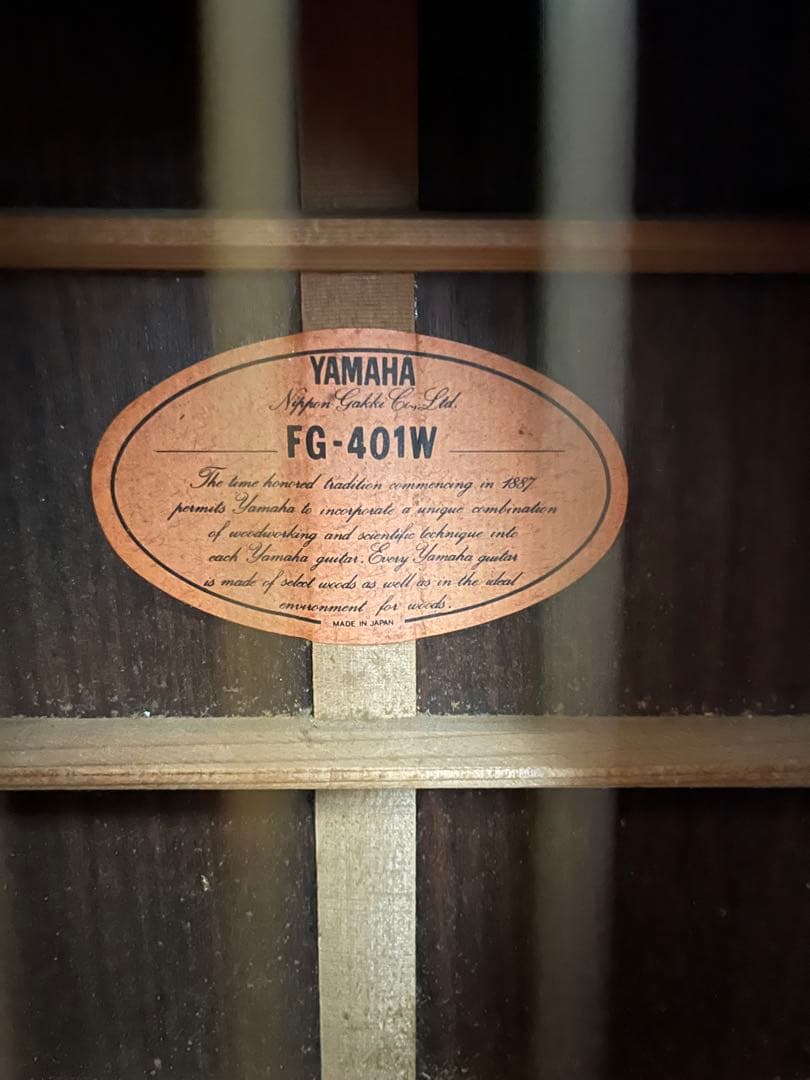 YAMAHA
Nippon Gakki Co., Ltd.
FG-401W
The time honored tradition commencing in 1887
permits Yamaha to incorporate a unique combination
of woodworking and scientific technique into
each Yamaha guitar. Every Yamaha guitar
is made of select woods as well as in the ideal
environment for woods.
MADE IN JAPAN